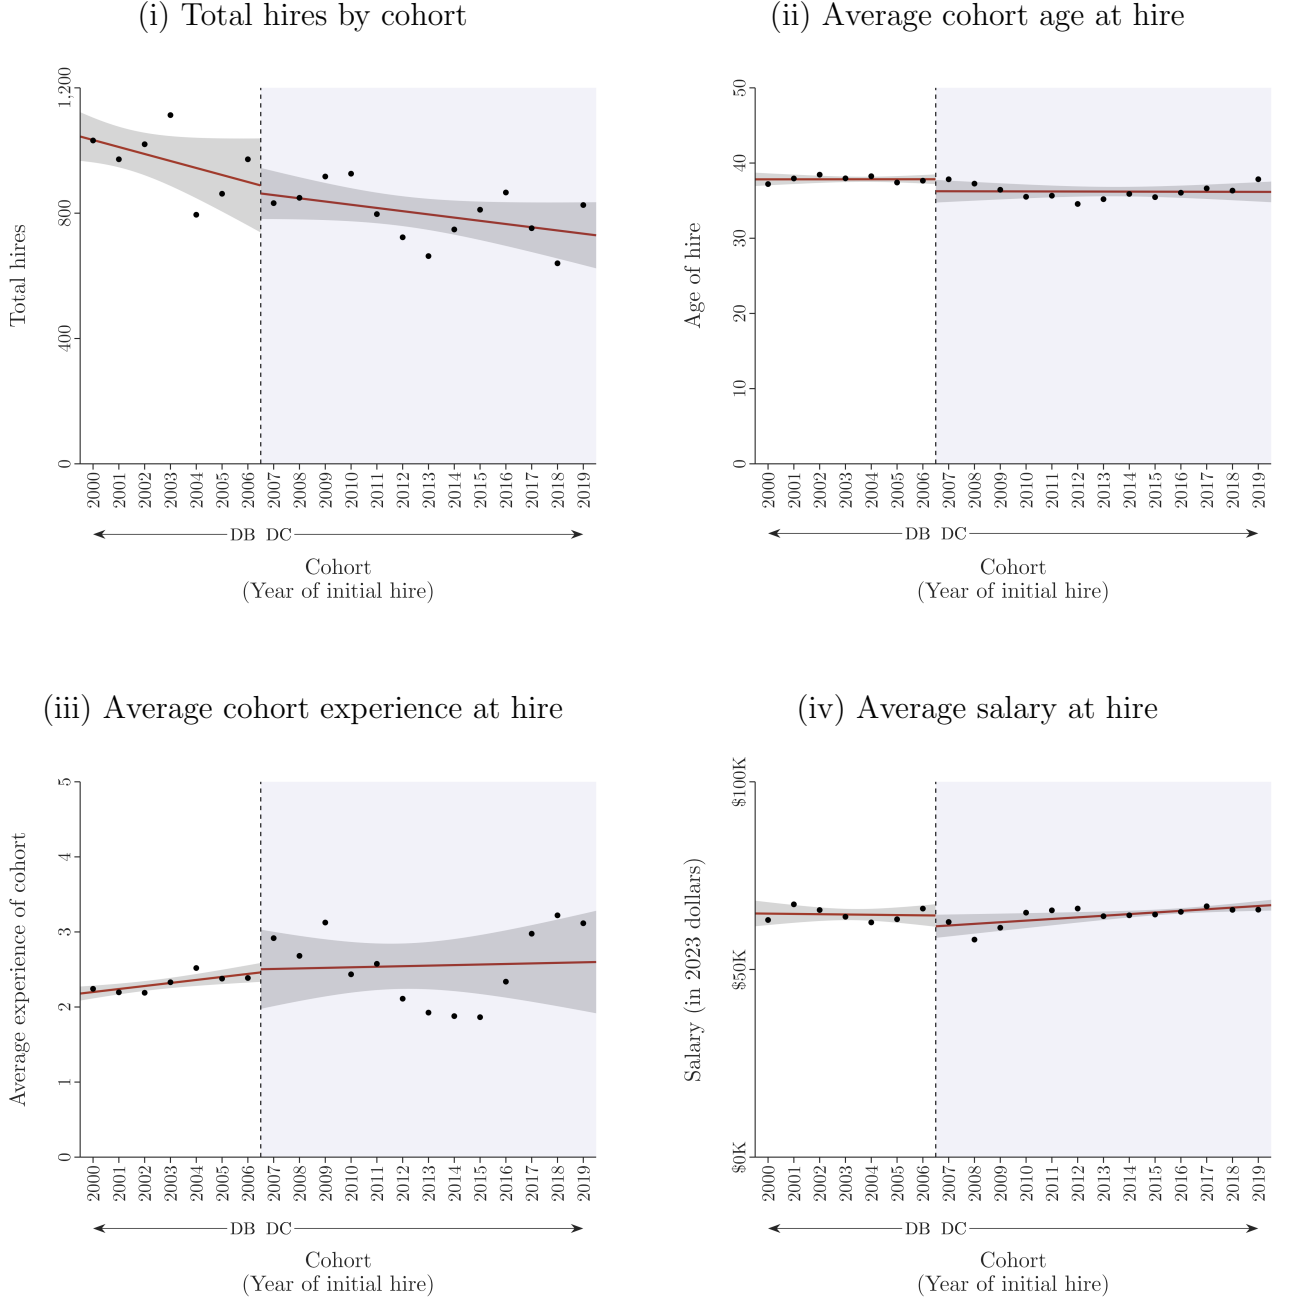 (i) Total hires by cohort
Total hires
1,200
800
400
0
2000 2001 2002 2003 2004 2005 2006 2007 2008 2009 2010 2011 2012 2013 2014 2015 2016 2017 2018 2019
DB DC
Cohort
(Year of initial hire)
(ii) Average cohort age at hire
Age of hire
50
40
30
20
10
0
2000 2001 2002 2003 2004 2005 2006 2007 2008 2009 2010 2011 2012 2013 2014 2015 2016 2017 2018 2019
DB DC
Cohort
(Year of initial hire)
(iii) Average cohort experience at hire
Average experience of cohort
5
4
3
2
1
0
2000 2001 2002 2003 2004 2005 2006 2007 2008 2009 2010 2011 2012 2013 2014 2015 2016 2017 2018 2019
DB DC
Cohort
(Year of initial hire)
(iv) Average salary at hire
Salary (in 2023 dollars)
$100K
$50K
$0K
2000 2001 2002 2003 2004 2005 2006 2007 2008 2009 2010 2011 2012 2013 2014 2015 2016 2017 2018 2019
DB DC
Cohort
(Year of initial hire)